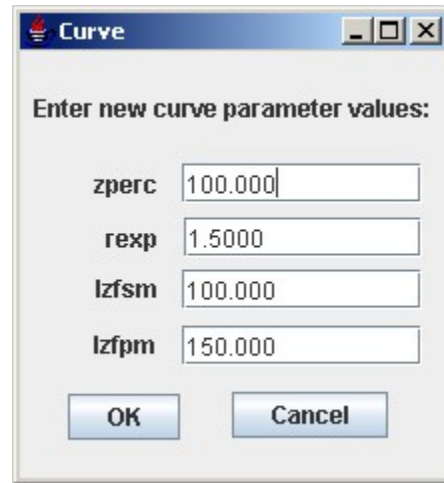 Curve
Enter new curve parameter values:
zperc 100.000
rexp 1.5000
lzfsm 100.000
lzfpm 150.000
OK Cancel